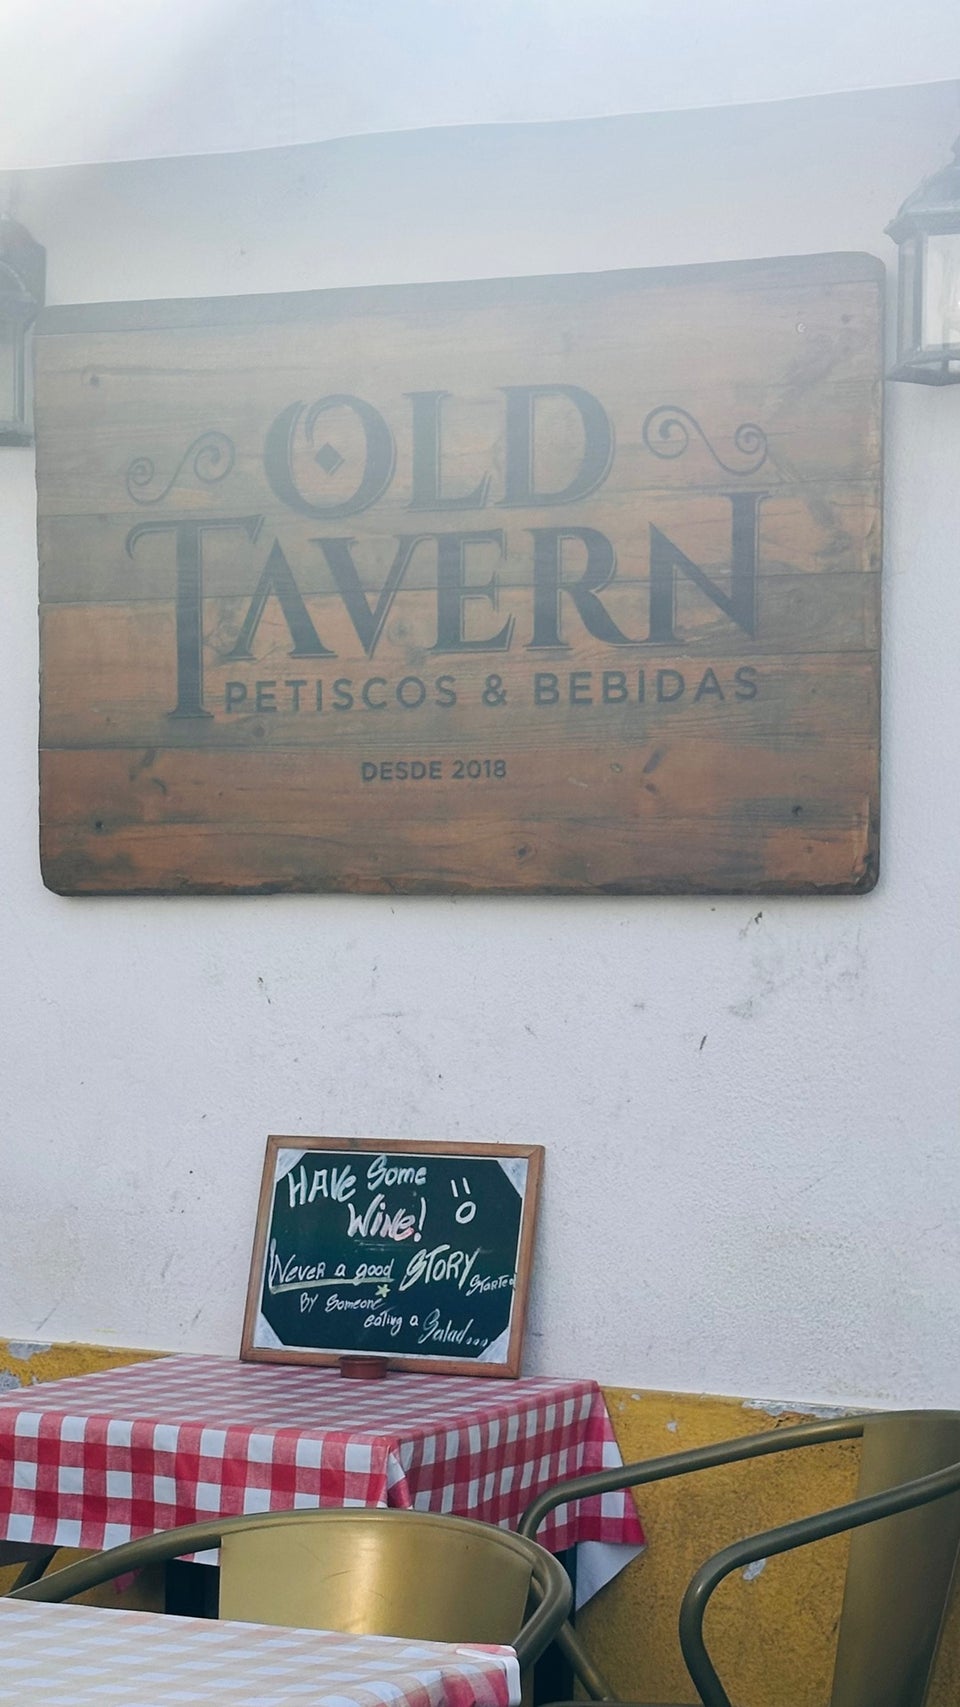 OLD
TAVERN
PETISCOS & BEBIDAS
DESDE 2018
HAVE Some
Wine!
Never a good STORY Started
BY Someone
eating a Salad....